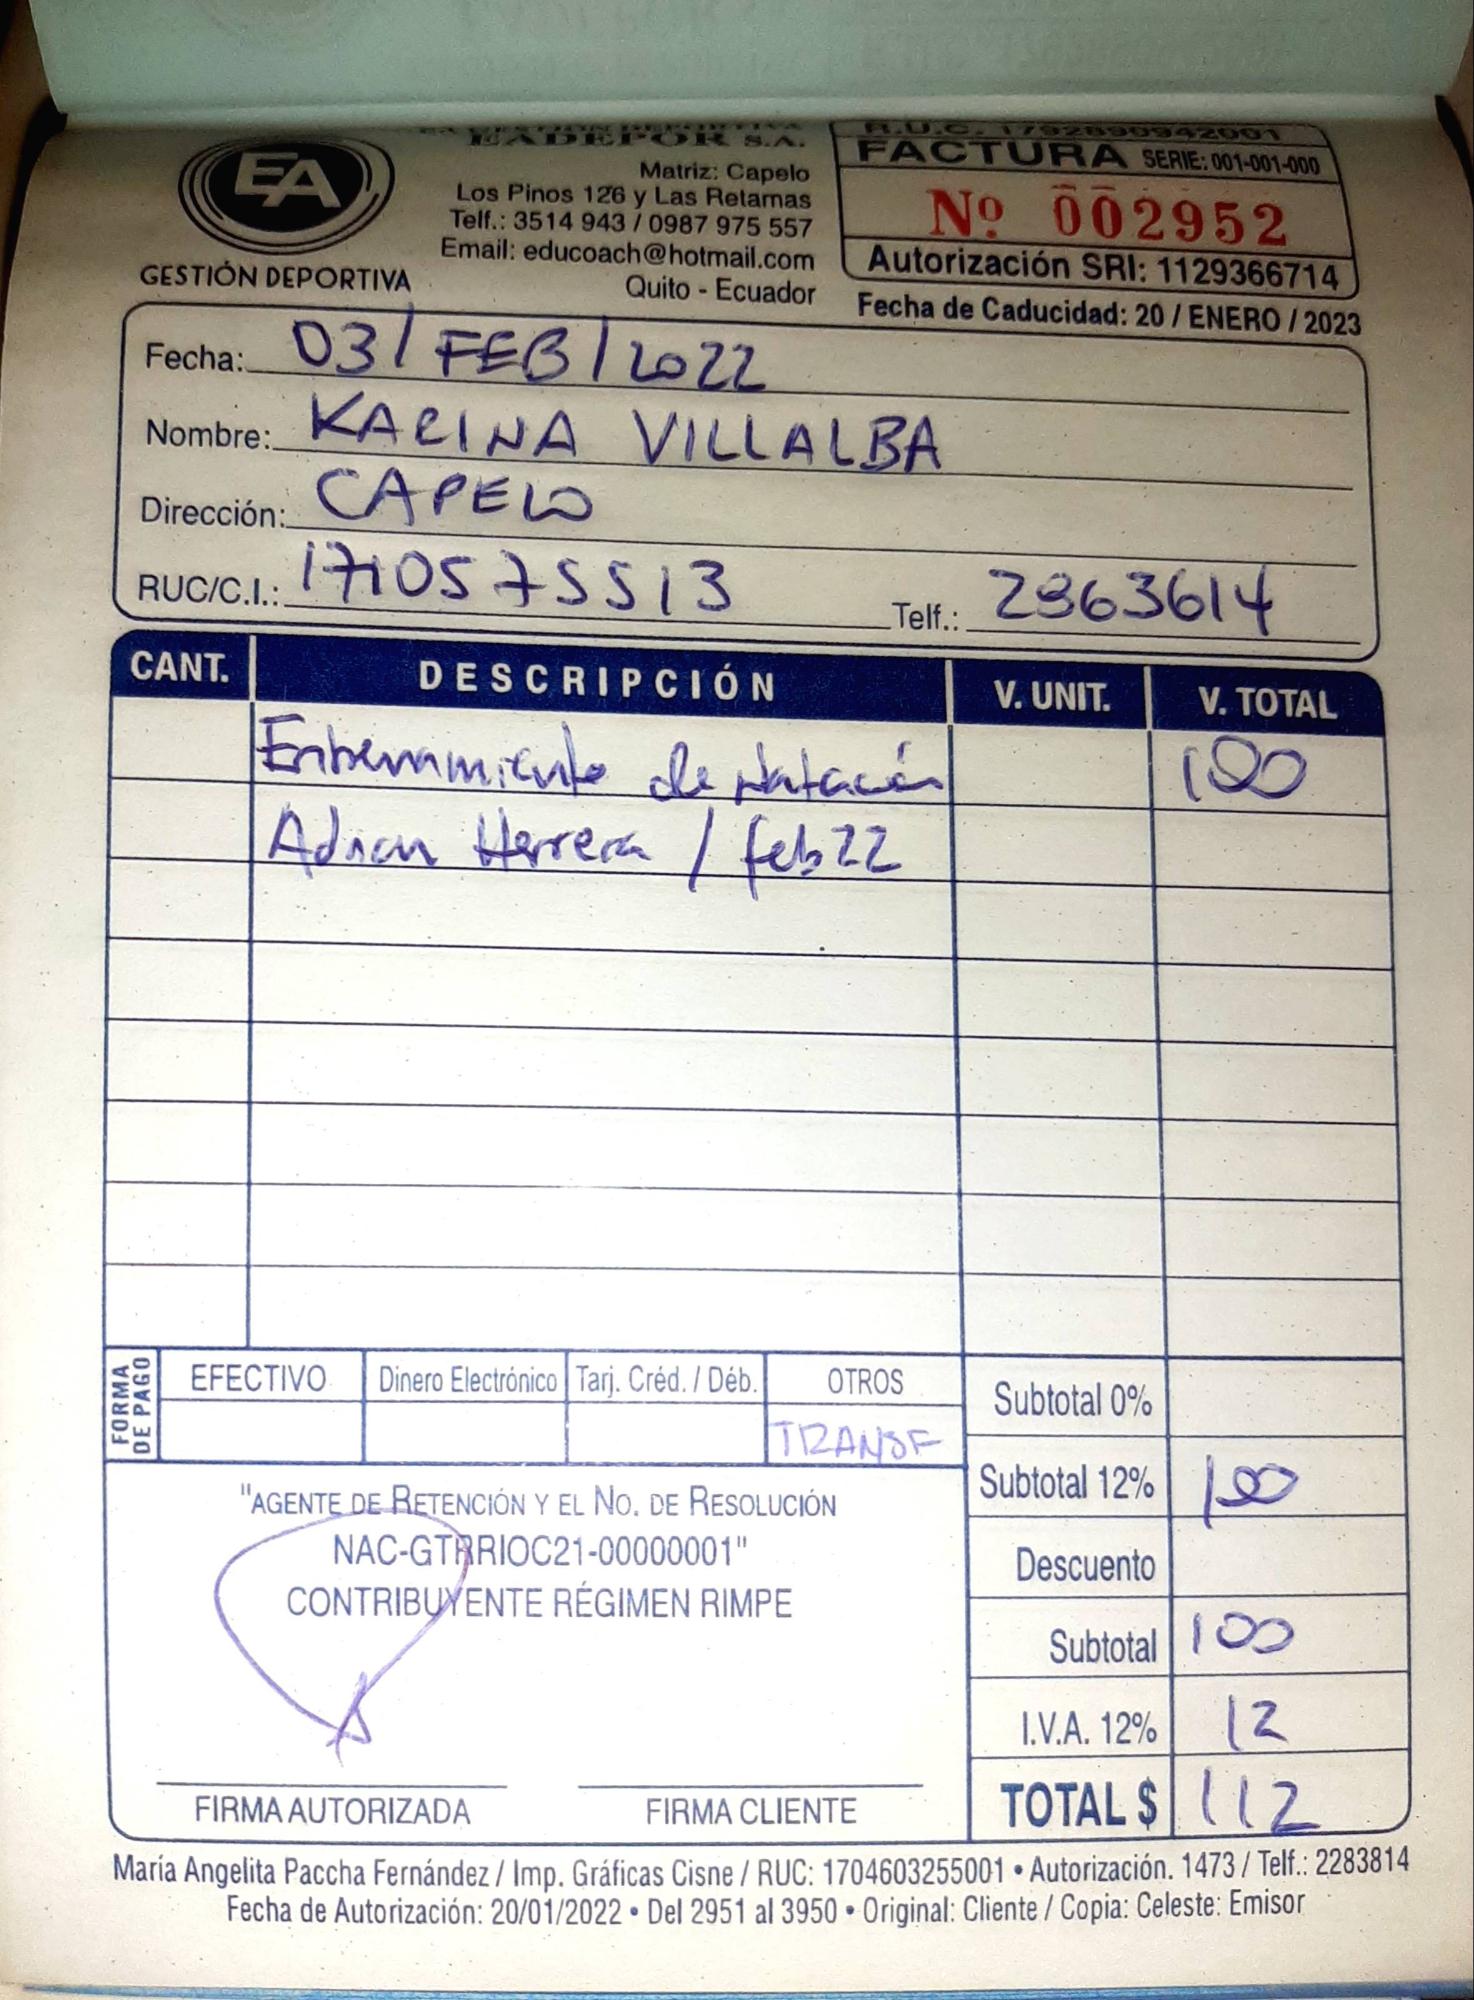 EA
GESTIÓN DEPORTIVA
EADEPOR S.A.
Matriz: Capelo
Los Pinos 126 y Las Retamas
Telf.: 3514 943 / 0987 975 557
Email: educoach@hotmail.com
Quito - Ecuador
R.U.C. 1792890942001
FACTURA SERIE: 001-001-000
Nº 002952
Autorización SRI: 1129366714
Fecha de Caducidad: 20 / ENERO / 2023
Fecha: 03/FEB/2022
Nombre: KARINA VILLALBA
Dirección: CAPELO
RUC/C.I.: 1710575513 Telf.: 2863614
CANT. DESCRIPCIÓN V. UNIT. V. TOTAL
Entrenamiento de Natación 100
Adrian Herrera / feb 22
FORMA DE PAGO
EFECTIVO Dinero Electrónico Tarj. Créd. / Déb. OTROS
TRANSF
Subtotal 0%
Subtotal 12% 100
Descuento
Subtotal 100
I.V.A. 12% 12
TOTAL $ 112
"AGENTE DE RETENCIÓN Y EL NO. DE RESOLUCIÓN
NAC-GTRRIOC21-00000001"
CONTRIBUYENTE RÉGIMEN RIMPE
FIRMA AUTORIZADA FIRMA CLIENTE
María Angelita Paccha Fernández / Imp. Gráficas Cisne / RUC: 1704603255001 • Autorización. 1473 / Telf.: 2283814
Fecha de Autorización: 20/01/2022 • Del 2951 al 3950 • Original: Cliente / Copia: Celeste: Emisor